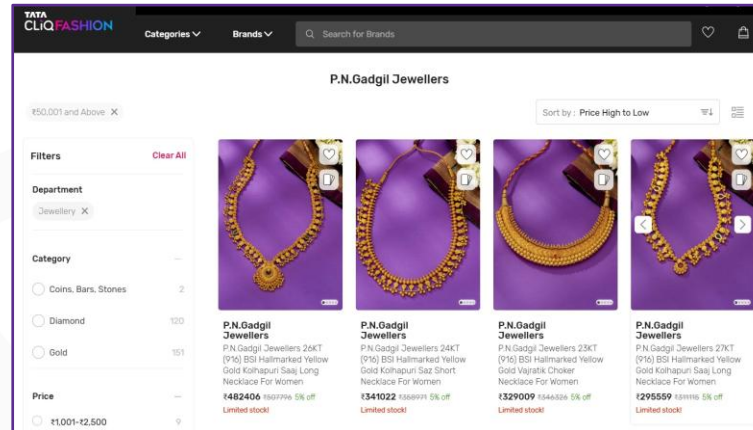 TATA
CLiQFASHION
Categories
Brands
Search for Brands
P.N.Gadgil Jewellers
₹50,001 and Above X
Sort by : Price High to Low
Filters
Clear All
Department
Jewellery X
Category
Coins, Bars, Stones 2
Diamond 120
Gold 151
Price
₹1,001-₹2,500 9
P.N.Gadgil
Jewellers
P.N.Gadgil Jewellers 26KT
(916) BSI Hallmarked Yellow
Gold Kolhapuri Saaj Long
Necklace For Women
₹482406 ₹507796 5% off
Limited stock!
P.N.Gadgil
Jewellers
P.N.Gadgil Jewellers 24KT
(916) BSI Hallmarked Yellow
Gold Kolhapuri Saz Short
Necklace For Women
₹341022 ₹358971 5% off
Limited stock!
P.N.Gadgil
Jewellers
P.N.Gadgil Jewellers 23KT
(916) BSI Hallmarked Yellow
Gold Vajratik Choker
Necklace For Women
₹329009 ₹346326 5% off
Limited stock!
P.N.Gadgil
Jewellers
P.N.Gadgil Jewellers 27KT
(916) BSI Hallmarked Yellow
Gold Kolhapuri Saaj Long
Necklace For Women
₹295559 ₹311116 5% off
Limited stock!